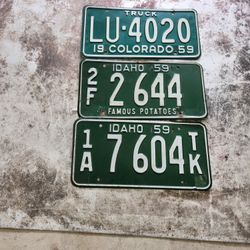 TRUCK
LU-4020
19 COLORADO 59
IDAHO 59
2F 2 644
FAMOUS POTATOES
IDAHO 59
1A 7 604 TK